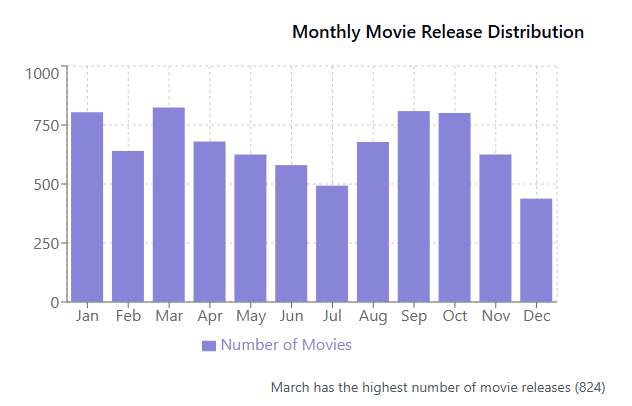 Monthly Movie Release Distribution
1000
750
500
250
0
Jan Feb Mar Apr May Jun Jul Aug Sep Oct Nov Dec
Number of Movies
March has the highest number of movie releases (824)